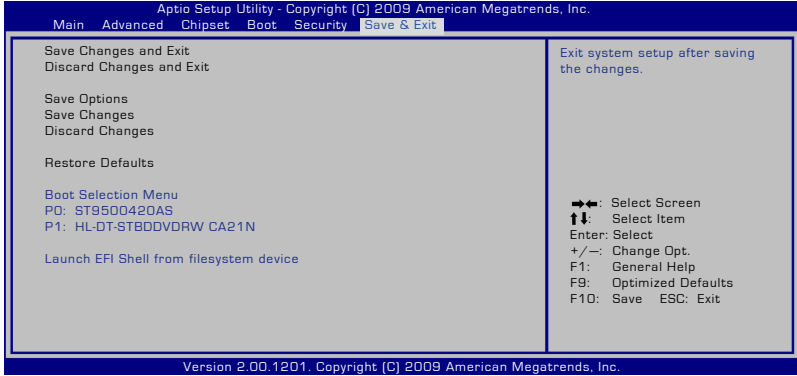 Aptio Setup Utility - Copyright (C) 2009 American Megatrends, Inc.
Main Advanced Chipset Boot Security Save & Exit
Save Changes and Exit
Discard Changes and Exit
Save Options
Save Changes
Discard Changes
Restore Defaults
Boot Selection Menu
P0: ST9500420AS
P1: HL-DT-STBDDVDRW CA21N
Launch EFI Shell from filesystem device
Exit system setup after saving
the changes.
→←: Select Screen
↑↓: Select Item
Enter: Select
+/—: Change Opt.
F1: General Help
F9: Optimized Defaults
F10: Save ESC: Exit
Version 2.00.1201. Copyright (C) 2009 American Megatrends, Inc.